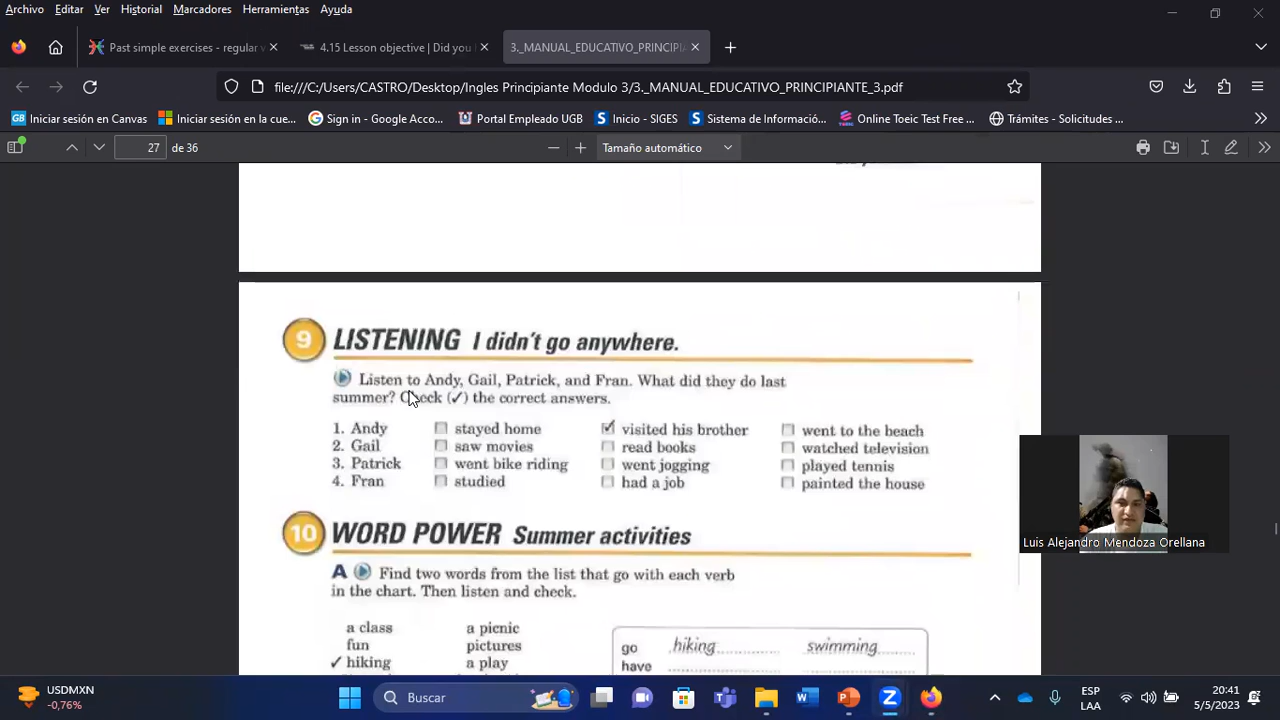 Archivo Editar Ver Historial Marcadores Herramientas Ayuda
Past simple exercises - regular v
4.15 Lesson objective | Did you
3._MANUAL_EDUCATIVO_PRINCIPIA
file:///C:/Users/CASTRO/Desktop/Ingles Principiante Modulo 3/3._MANUAL_EDUCATIVO_PRINCIPIANTE_3.pdf
Iniciar sesión en Canvas
Iniciar sesión en la cue...
Sign in - Google Acco...
Portal Empleado UGB
Inicio - SIGES
Sistema de Informació...
Online Toeic Test Free ...
Trámites - Solicitudes ...
27 de 36
Tamaño automático
9 LISTENING I didn't go anywhere.
Listen to Andy, Gail, Patrick, and Fran. What did they do last
summer? Check (✓) the correct answers.
1. Andy stayed home visited his brother went to the beach
2. Gail saw movies read books watched television
3. Patrick went bike riding went jogging played tennis
4. Fran studied had a job painted the house
Luis Alejandro Mendoza Orellana
10 WORD POWER Summer activities
A Find two words from the list that go with each verb
in the chart. Then listen and check.
a class a picnic
fun pictures
✓ hiking a play
go hiking swimming
have
USDMXN
-0,76%
Buscar
ESP
LAA
20:41
5/5/2023